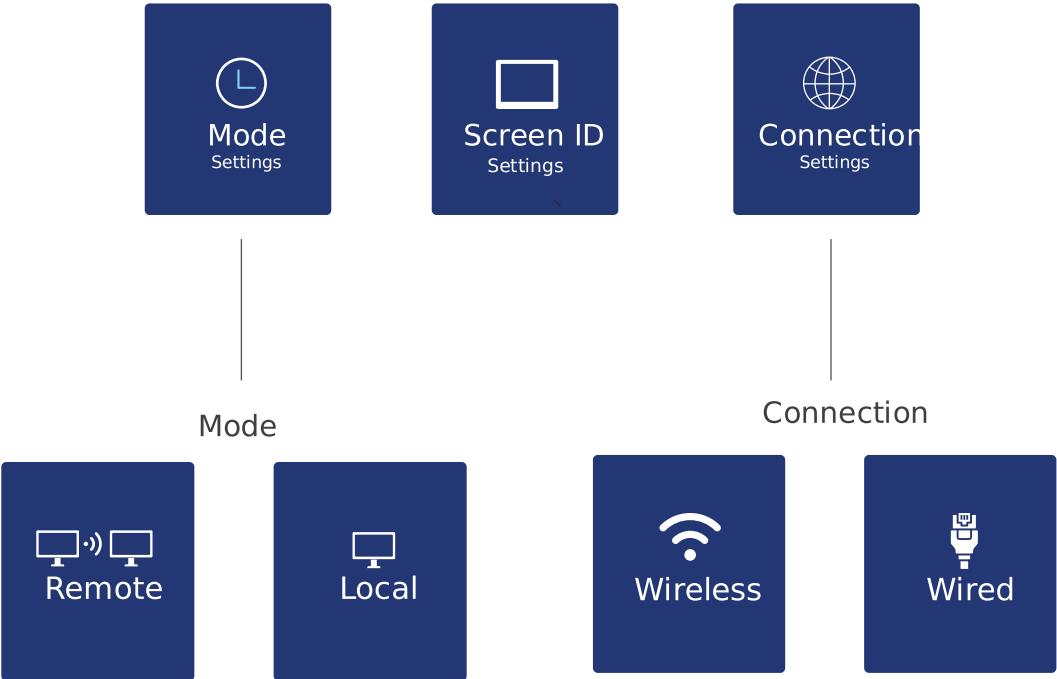 Mode
Settings
Screen ID
Settings
Connection
Settings
Mode
Connection
Remote
Local
Wireless
Wired